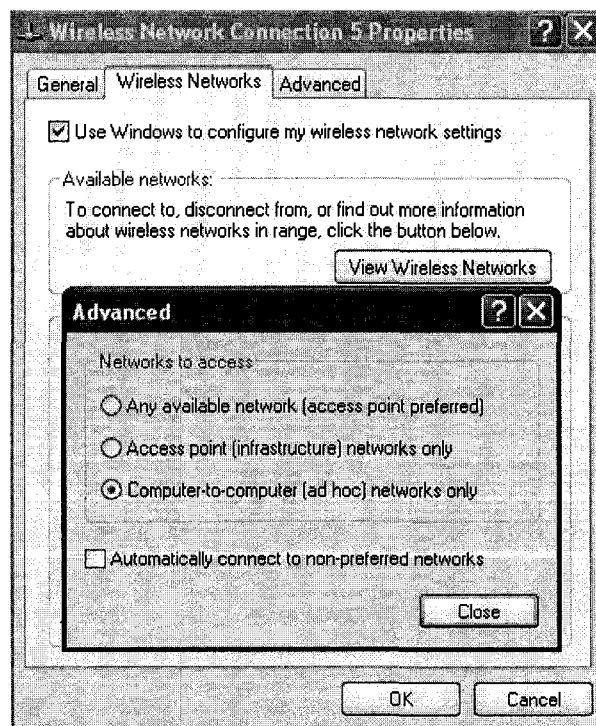 Wireless Network Connection 5 Properties
General Wireless Networks Advanced
Use Windows to configure my wireless network settings
Available networks:
To connect to, disconnect from, or find out more information
about wireless networks in range, click the button below.
View Wireless Networks
Advanced
Networks to access
Any available network (access point preferred)
Access point (infrastructure) networks only
Computer-to-computer (ad hoc) networks only
Automatically connect to non-preferred networks
Close
OK Cancel